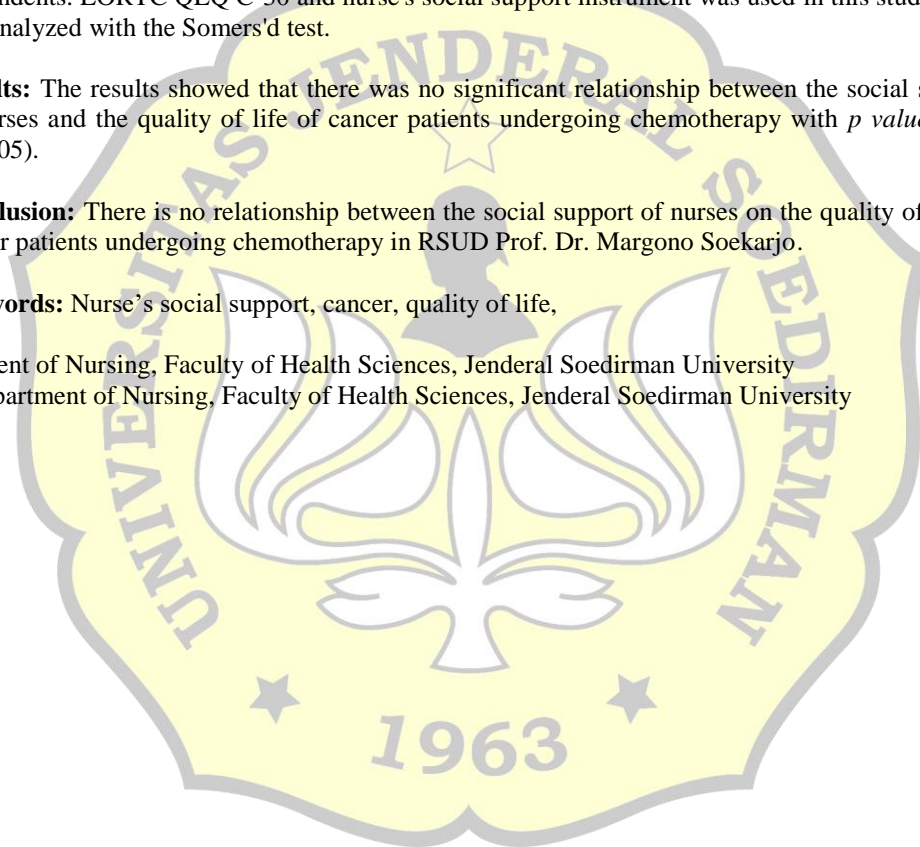 EORTC QLQ C-30 and nurse's social support instrument was used in this stud
nalyzed with the Somers'd test.
lts: The results showed that there was no significant relationship between the social s
rses and the quality of life of cancer patients undergoing chemotherapy with p valu
05).
lusion: There is no relationship between the social support of nurses on the quality of
r patients undergoing chemotherapy in RSUD Prof. Dr. Margono Soekarjo.
words: Nurse’s social support, cancer, quality of life,
ent of Nursing, Faculty of Health Sciences, Jenderal Soedirman University
partment of Nursing, Faculty of Health Sciences, Jenderal Soedirman University
UNIVERSITAS JENDERAL SOEDIRMAN
1963